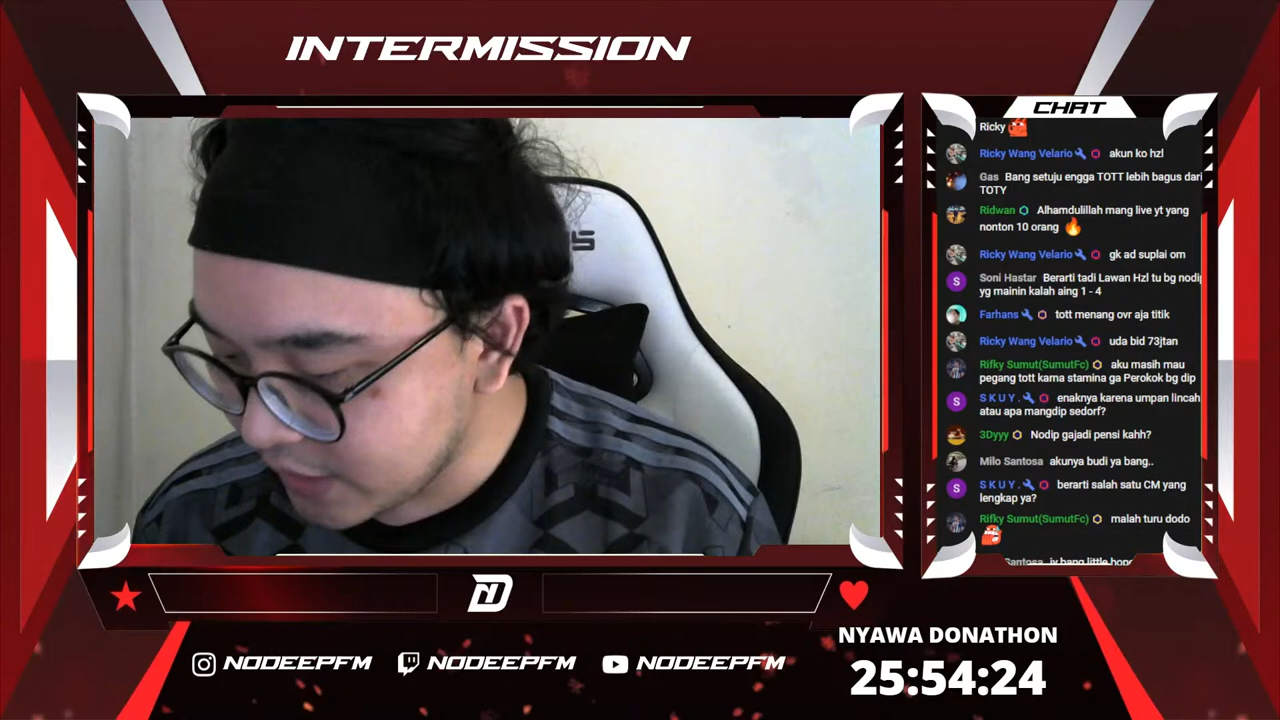 INTERMISSION
CHAT
Ricky
Ricky Wang Velario akun ko hzl
Gas Bang setuju engga TOTT lebih bagus dari
TOTY
Ridwan Alhamdulillah mang live yt yang
nonton 10 orang
Ricky Wang Velario gk ad suplai om
S Soni Hastar Berarti tadi Lawan Hzl tu bg nodip
yg mainin kalah aing 1 - 4
Farhans tott menang ovr aja titik
Ricky Wang Velario uda bid 73jtan
Rifky Sumut(SumutFc) aku masih mau
pegang tott karna stamina ga Perokok bg dip
S S K U Y . enaknya karena umpan lincah
atau apa mangdip sedorf?
3Dyyy Nodip gajadi pensi kahh?
Milo Santosa akunya budi ya bang..
S S K U Y . berarti salah satu CM yang
lengkap ya?
Rifky Sumut(SumutFc) malah turu dodo
Santosa iy bang little hope
ND
NODEEPFM NODEEPFM NODEEPFM
NYAWA DONATHON
25:54:24